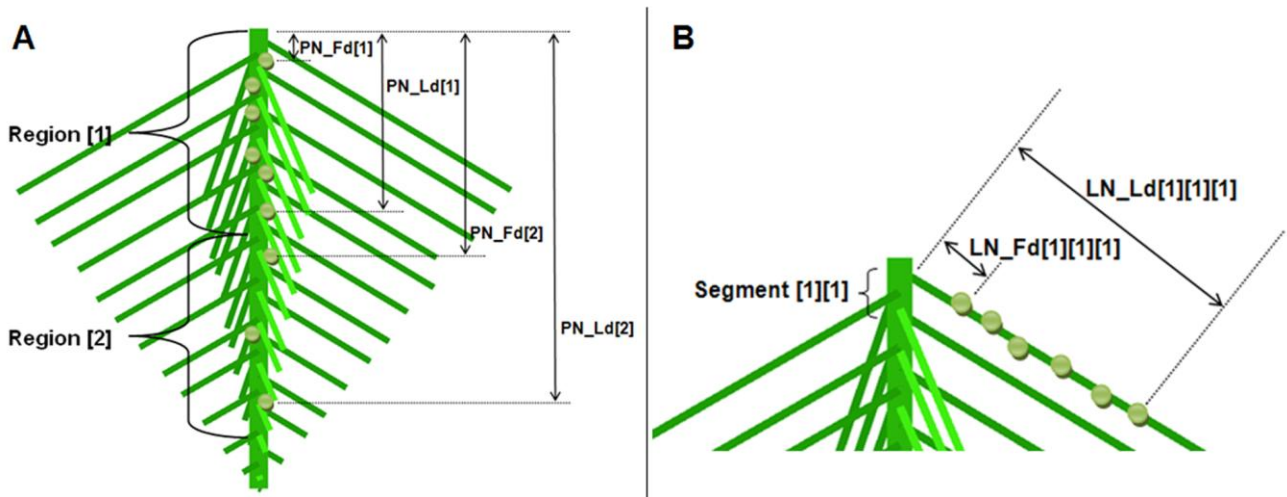 A
PN_Fd[1]
PN_Ld[1]
Region [1]
PN_Fd[2]
Region [2]
PN_Ld[2]
B
LN_Ld[1][1][1]
LN_Fd[1][1][1]
Segment [1][1]